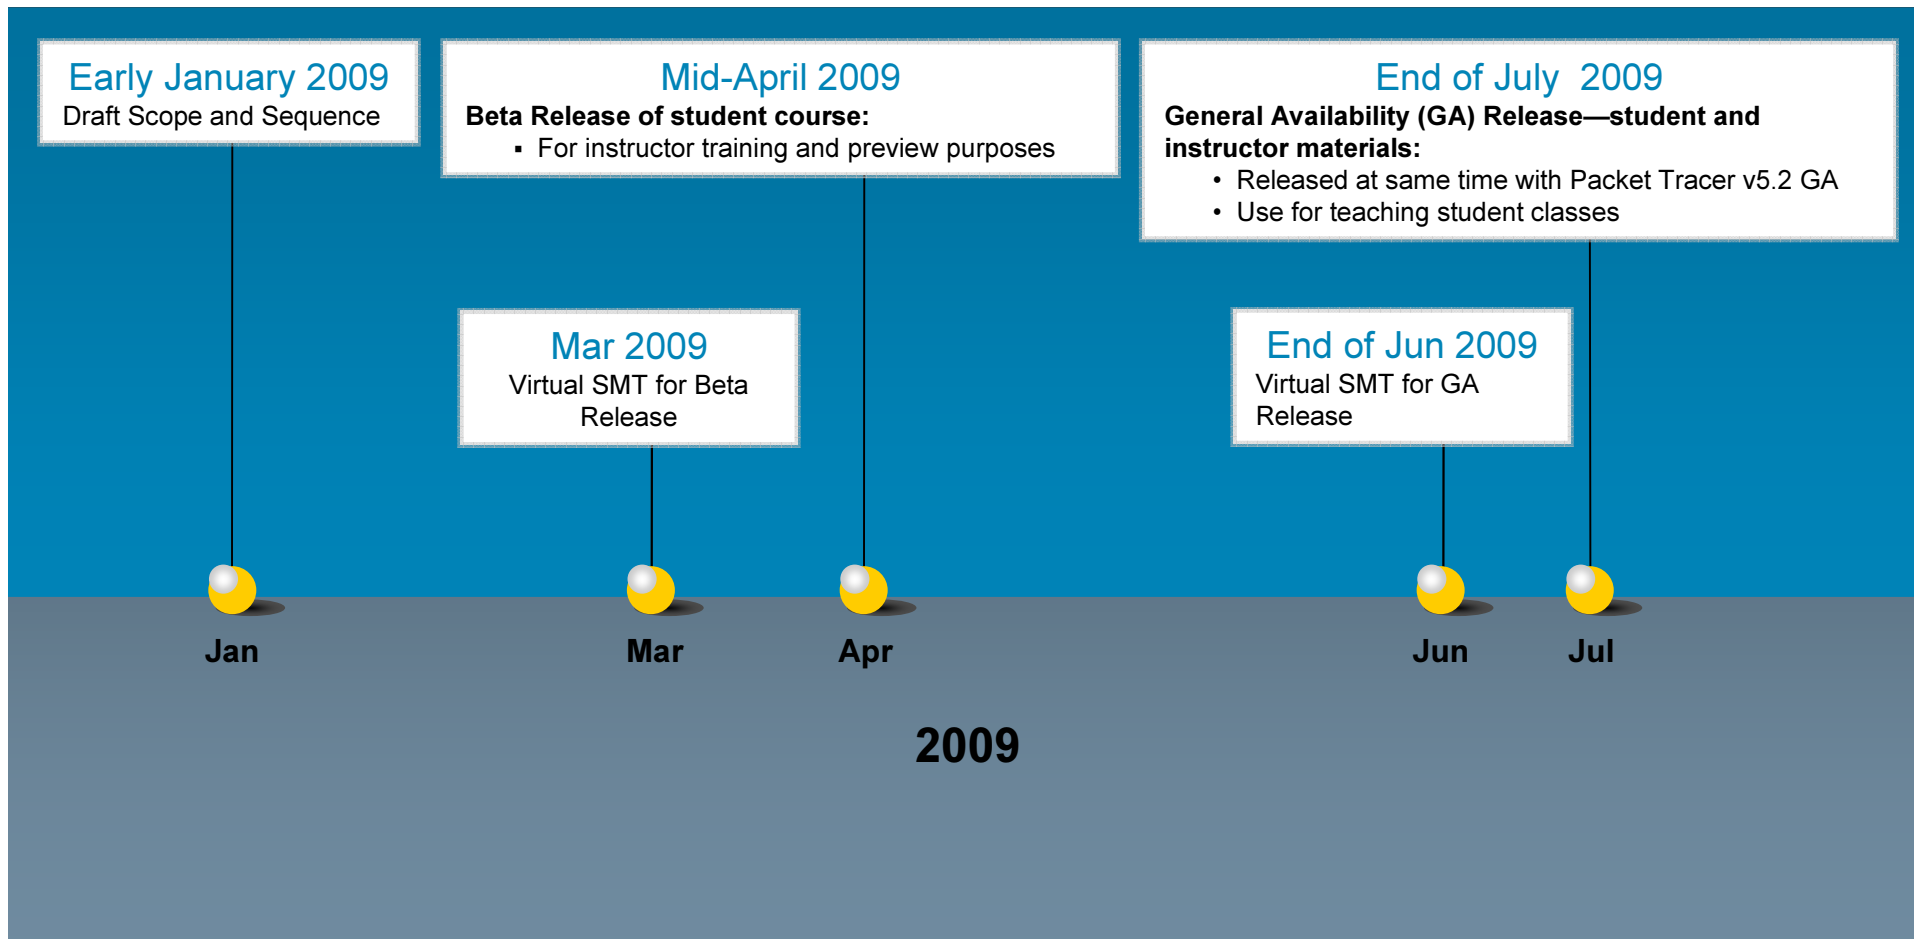 Early January 2009
Draft Scope and Sequence
Mid-April 2009
Beta Release of student course:
▪ For instructor training and preview purposes
End of July 2009
General Availability (GA) Release—student and
instructor materials:
• Released at same time with Packet Tracer v5.2 GA
• Use for teaching student classes
Mar 2009
Virtual SMT for Beta
Release
End of Jun 2009
Virtual SMT for GA
Release
Jan
Mar
Apr
Jun
Jul
2009